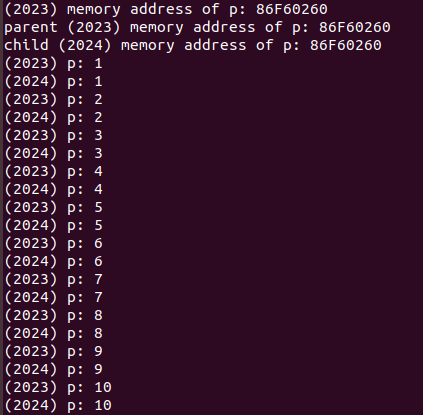 (2023) memory address of p: 86F60260
parent (2023) memory address of p: 86F60260
child (2024) memory address of p: 86F60260
(2023) p: 1
(2024) p: 1
(2023) p: 2
(2024) p: 2
(2023) p: 3
(2024) p: 3
(2023) p: 4
(2024) p: 4
(2023) p: 5
(2024) p: 5
(2023) p: 6
(2024) p: 6
(2023) p: 7
(2024) p: 7
(2023) p: 8
(2024) p: 8
(2023) p: 9
(2024) p: 9
(2023) p: 10
(2024) p: 10